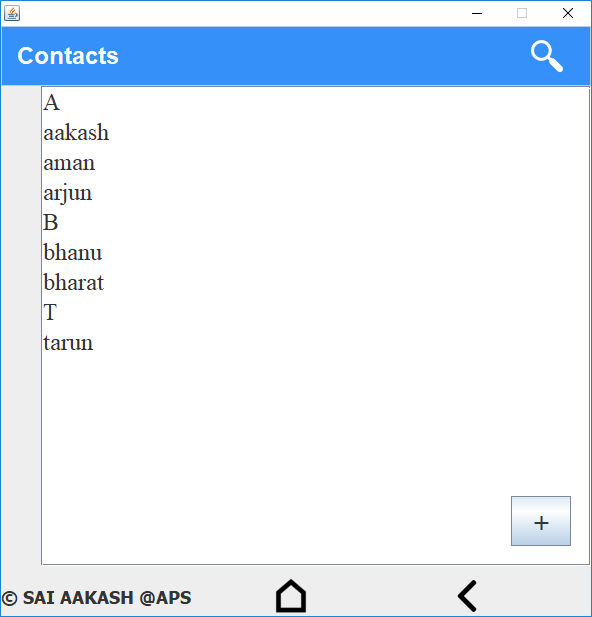 Contacts
A
aakash
aman
arjun
B
bhanu
bharat
T
tarun
+
© SAI AAKASH @APS